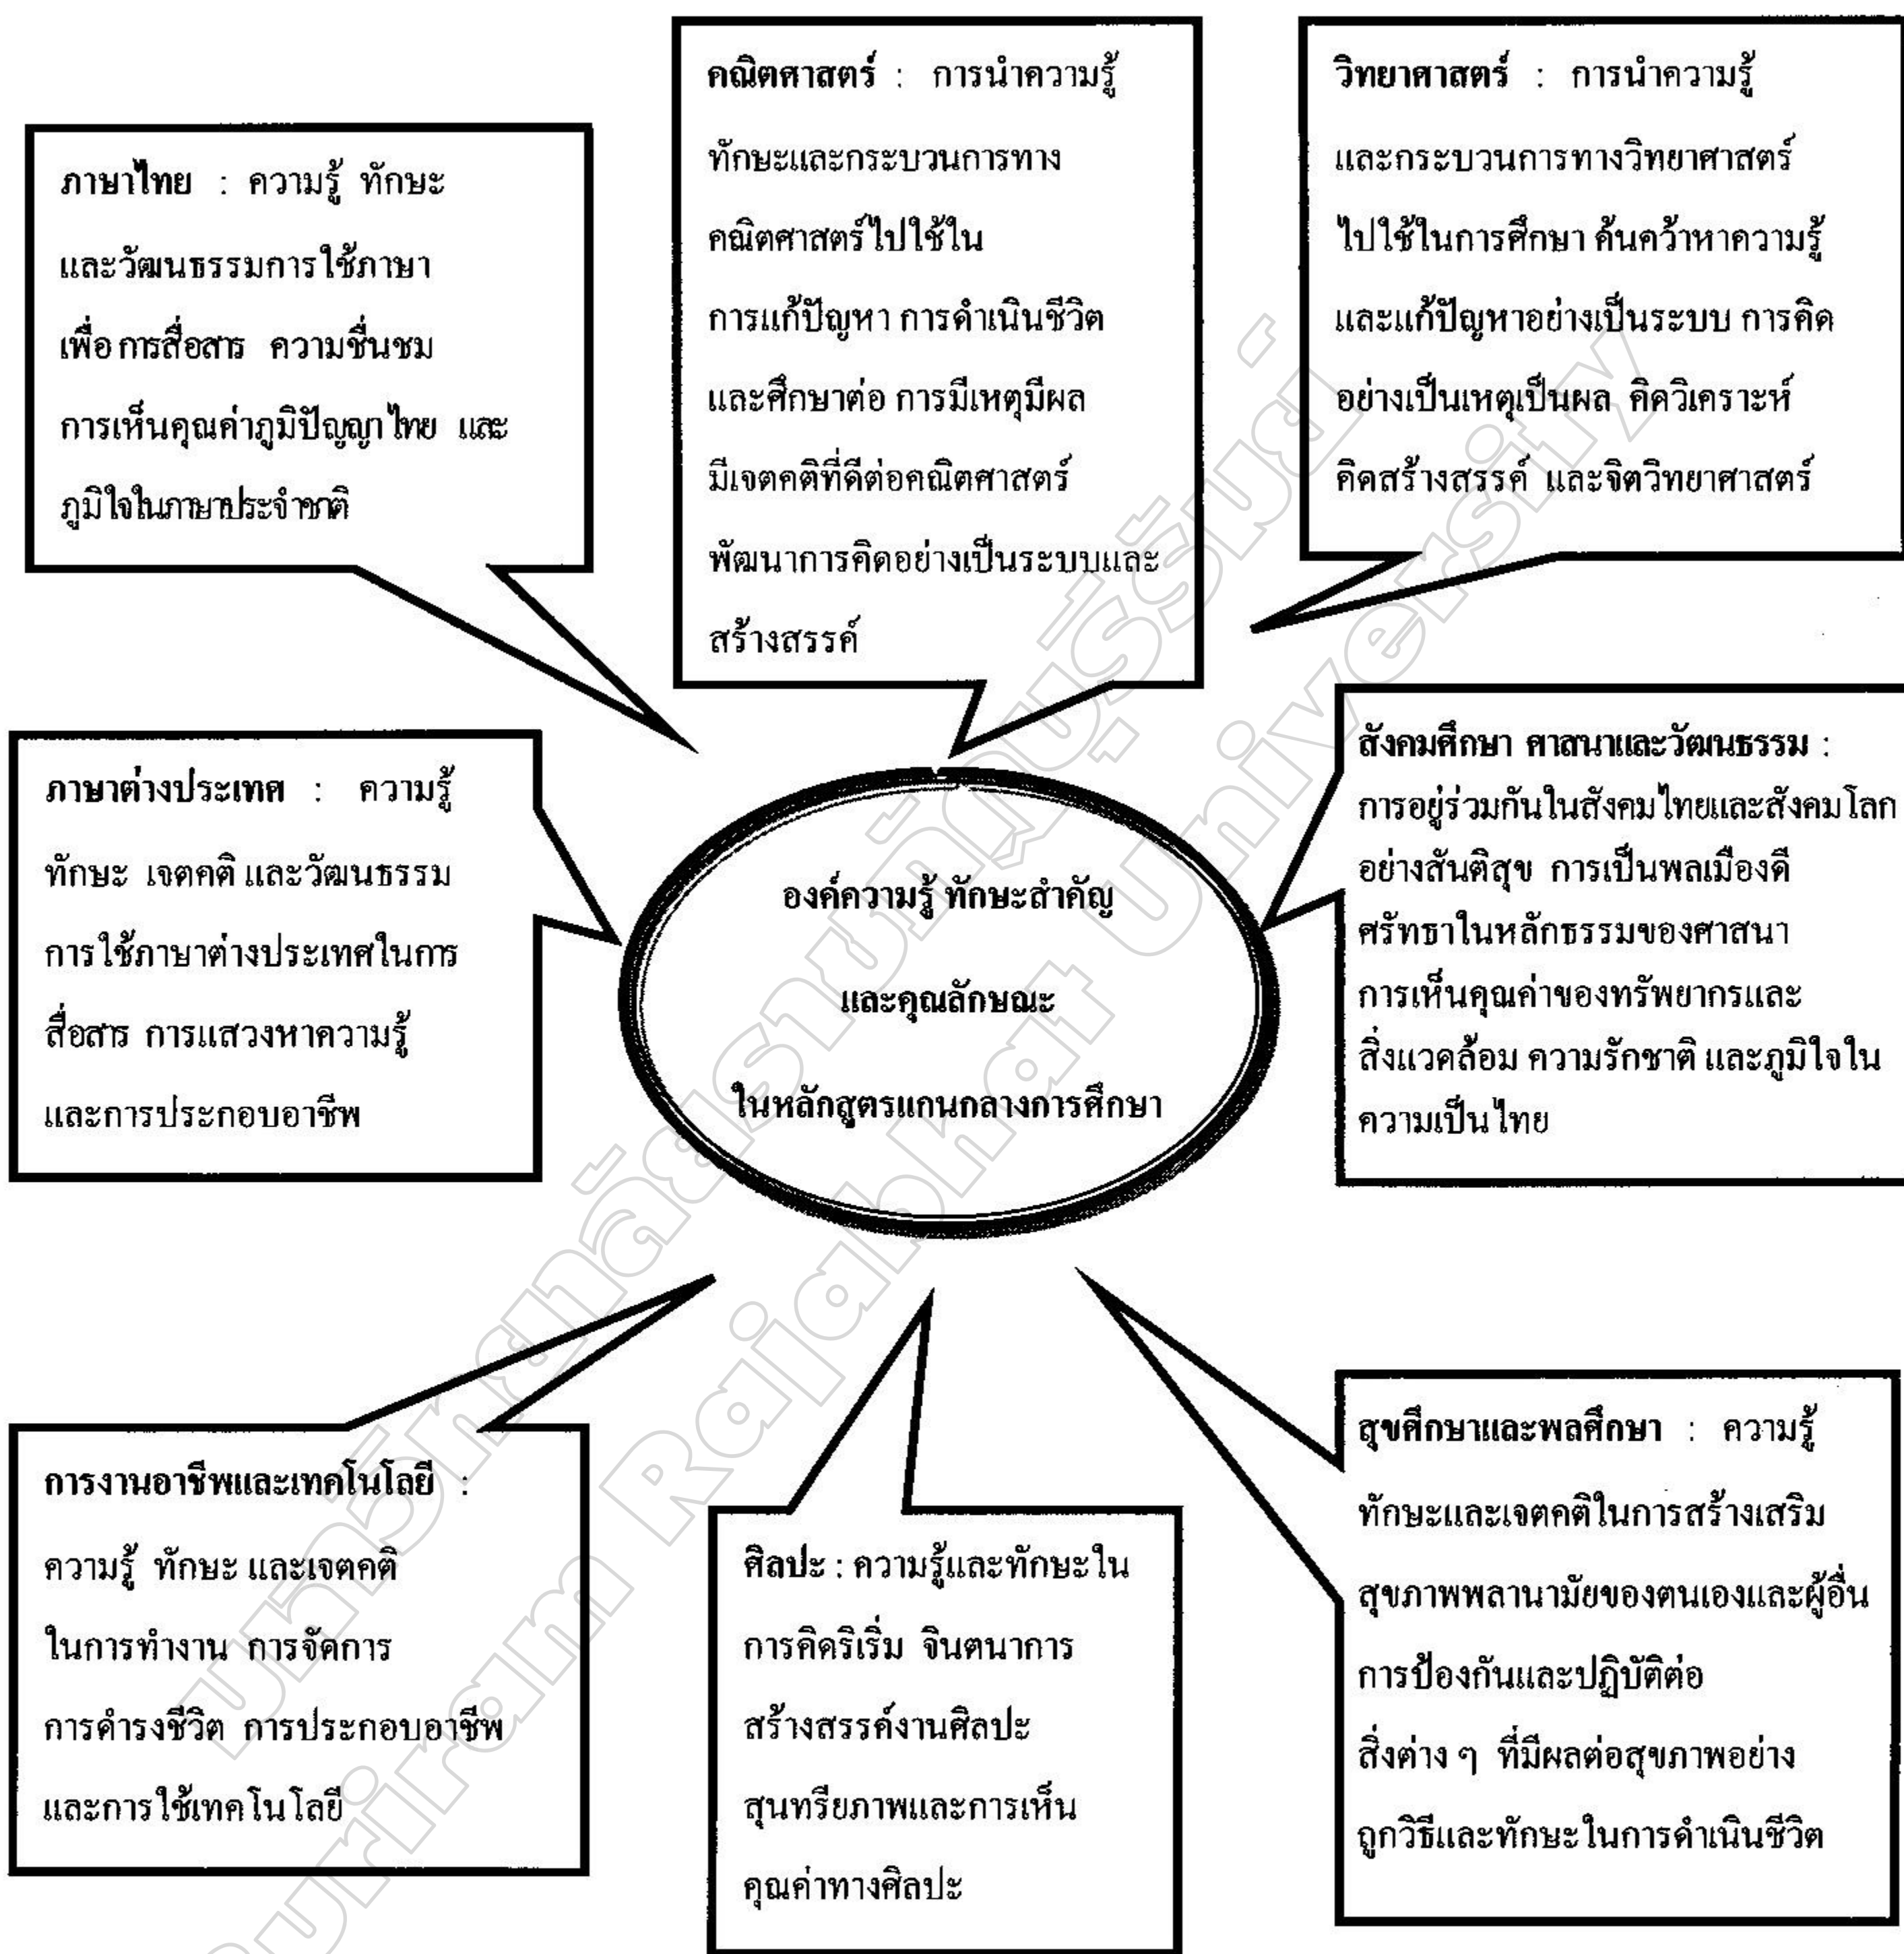 คณิตศาสตร์ : การนำความรู้
ทักษะและกระบวนการทาง
คณิตศาสตร์ไปใช้ใน
การแก้ปัญหา การดำเนินชีวิต
และศึกษาต่อ การมีเหตุมีผล
มีเจตคติที่ดีต่อคณิตศาสตร์
พัฒนาการคิดอย่างเป็นระบบและ
สร้างสรรค์
วิทยาศาสตร์ : การนำความรู้
และกระบวนการทางวิทยาศาสตร์
ไปใช้ในการศึกษา ค้นคว้าหาความรู้
และแก้ปัญหาอย่างเป็นระบบ การคิด
อย่างเป็นเหตุเป็นผล คิดวิเคราะห์
คิดสร้างสรรค์ และจิตวิทยาศาสตร์
ภาษาไทย : ความรู้ ทักษะ
และวัฒนธรรมการใช้ภาษา
เพื่อการสื่อสาร ความชื่นชม
การเห็นคุณค่าภูมิปัญญาไทย และ
ภูมิใจในภาษาประจำชาติ
ภาษาต่างประเทศ : ความรู้
ทักษะ เจตคติ และวัฒนธรรม
การใช้ภาษาต่างประเทศในการ
สื่อสาร การแสวงหาความรู้
และการประกอบอาชีพ
องค์ความรู้ ทักษะสำคัญ
และคุณลักษณะ
ในหลักสูตรแกนกลางการศึกษา
สังคมศึกษา ศาสนาและวัฒนธรรม :
การอยู่ร่วมกันในสังคมไทยและสังคมโลก
อย่างสันติสุข การเป็นพลเมืองดี
ศรัทธาในหลักธรรมของศาสนา
การเห็นคุณค่าของทรัพยากรและ
สิ่งแวดล้อม ความรักชาติ และภูมิใจใน
ความเป็นไทย
การงานอาชีพและเทคโนโลยี :
ความรู้ ทักษะ และเจตคติ
ในการทำงาน การจัดการ
การดำรงชีวิต การประกอบอาชีพ
และการใช้เทคโนโลยี
ศิลปะ : ความรู้และทักษะใน
การคิดริเริ่ม จินตนาการ
สร้างสรรค์งานศิลปะ
สุนทรียภาพและการเห็น
คุณค่าทางศิลปะ
สุขศึกษาและพลศึกษา : ความรู้
ทักษะและเจตคติในการสร้างเสริม
สุขภาพพลานามัยของตนเองและผู้อื่น
การป้องกันและปฏิบัติต่อ
สิ่งต่าง ๆ ที่มีผลต่อสุขภาพอย่าง
ถูกวิธีและทักษะในการดำเนินชีวิต
Buriram Rajabhat University